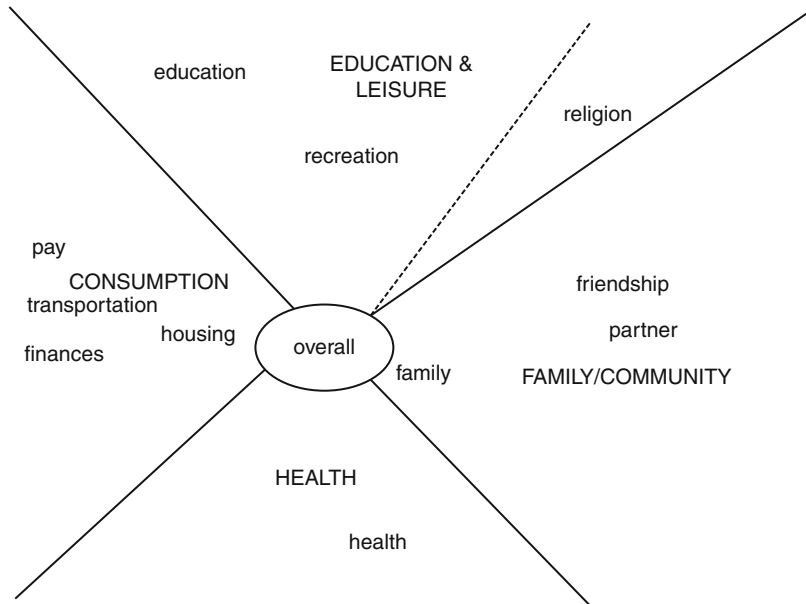 education
EDUCATION &
LEISURE
religion
recreation
pay
CONSUMPTION
transportation
housing
finances
overall
friendship
partner
family
FAMILY/COMMUNITY
HEALTH
health